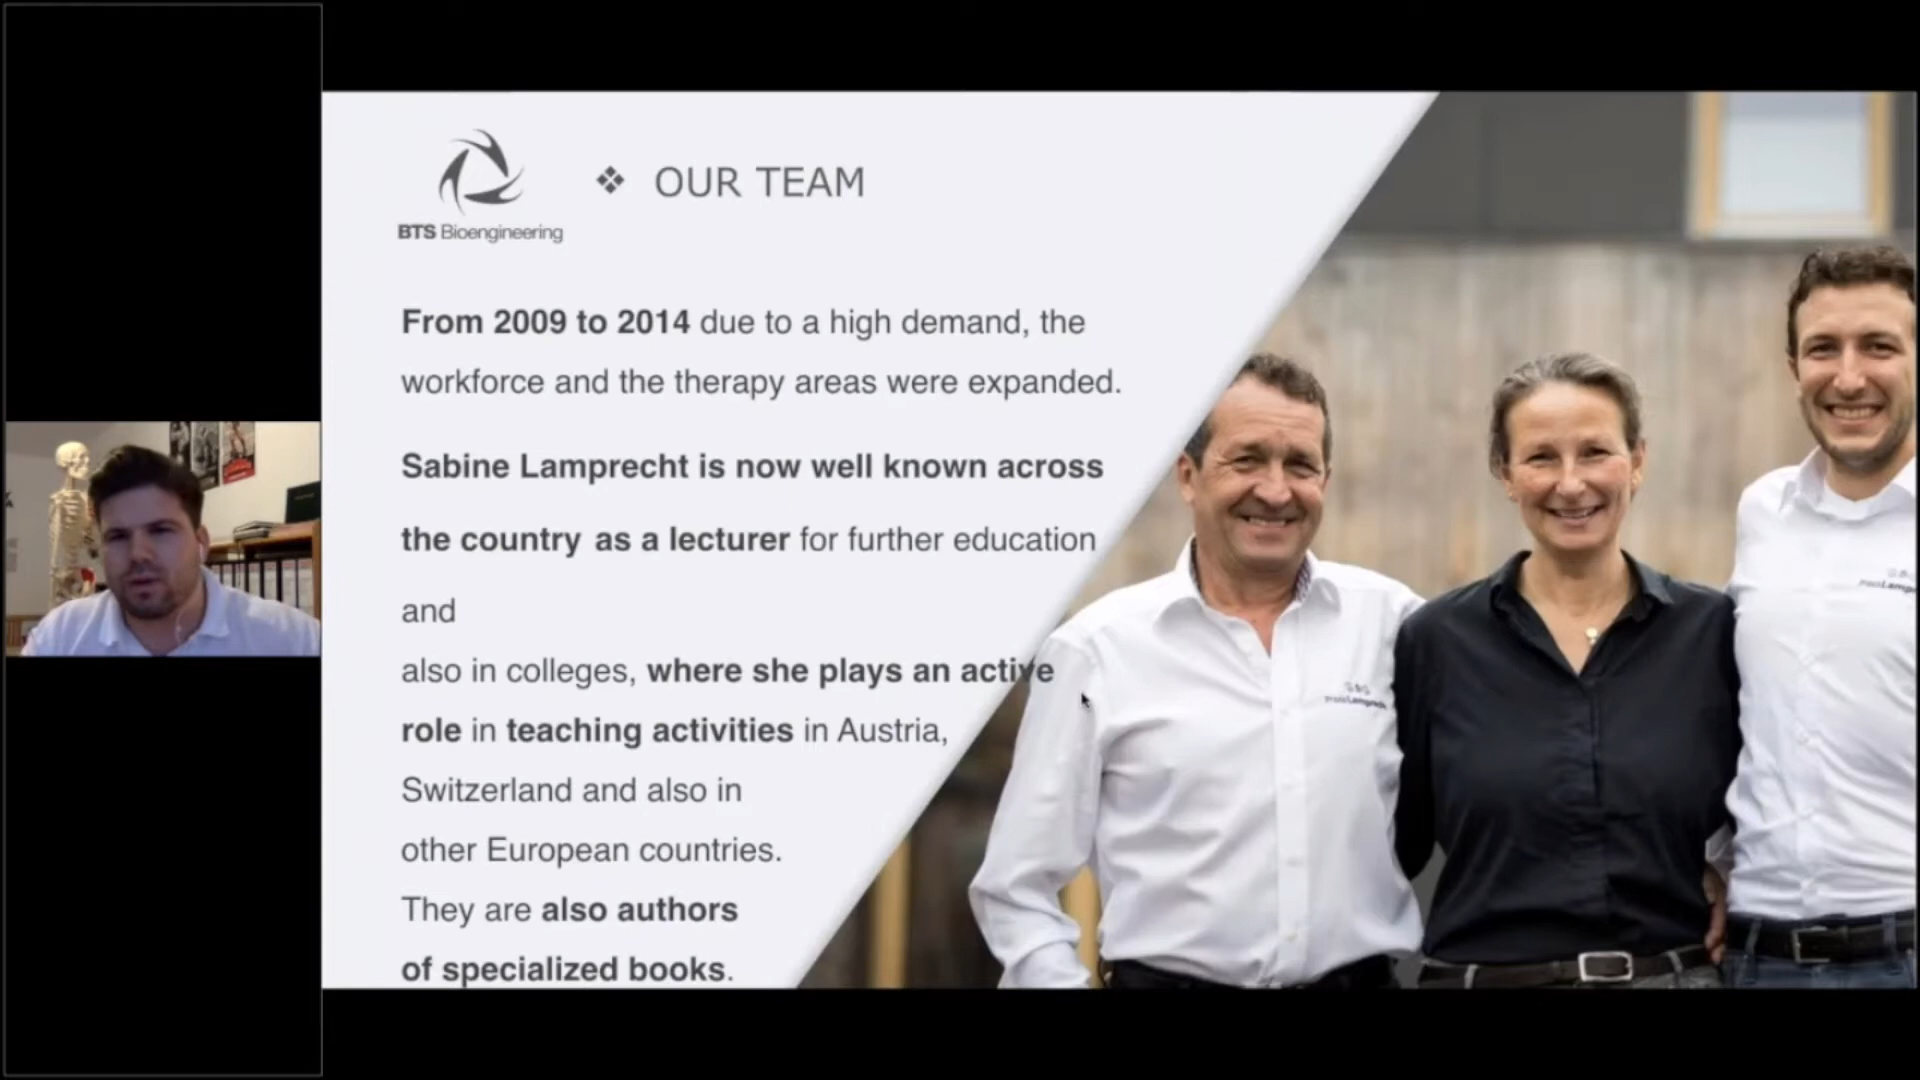 BTS Bioengineering
❖ OUR TEAM
From 2009 to 2014 due to a high demand, the
workforce and the therapy areas were expanded.
Sabine Lamprecht is now well known across
the country as a lecturer for further education
and
also in colleges, where she plays an active
role in teaching activities in Austria,
Switzerland and also in
other European countries.
They are also authors
of specialized books.